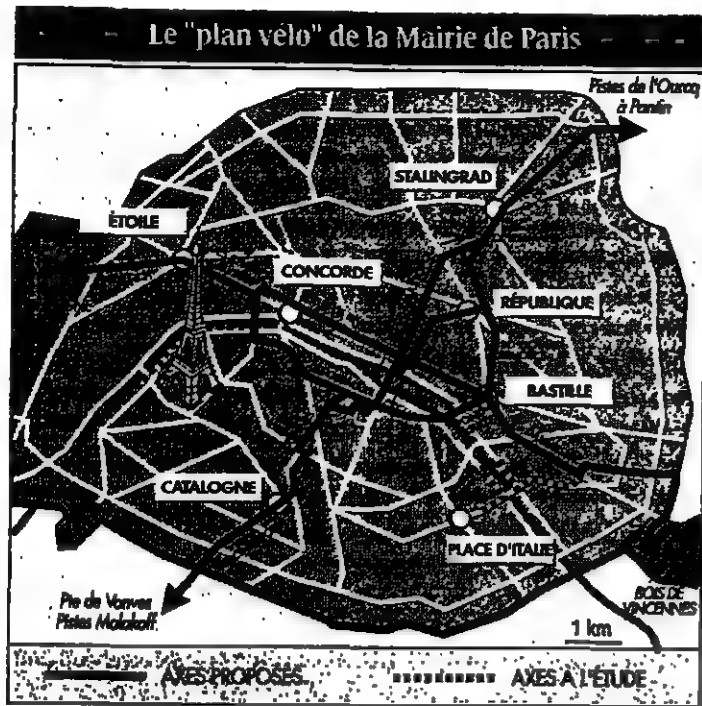 Le "plan vélo" de la Mairie de Paris
Pistes de l'Ourcq
à Pantin
STALINGRAD
ÉTOILE
CONCORDE
RÉPUBLIQUE
BASTILLE
CATALOGNE
PLACE D'ITALIE
Pte de Vanves
Pistes Malakoff
BOIS DE
VINCENNES
1 km
AXES PROPOSÉS
AXES A L'ÉTUDE